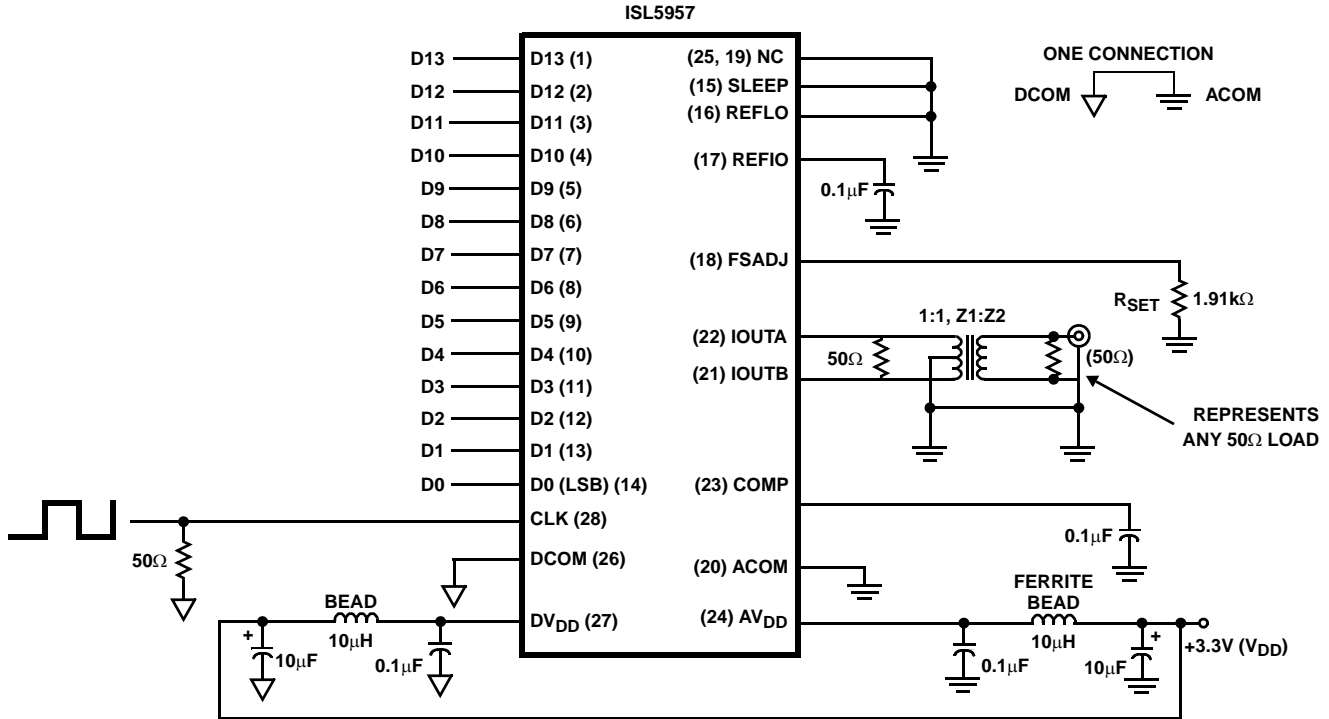 ISL5957
D13
D13 (1)
D12
D12 (2)
D11
D11 (3)
D10
D10 (4)
D9
D9 (5)
D8
D8 (6)
D7
D7 (7)
D6
D6 (8)
D5
D5 (9)
D4
D4 (10)
D3
D3 (11)
D2
D2 (12)
D1
D1 (13)
D0
D0 (LSB) (14)
CLK (28)
50Ω
DCOM (26)
BEAD
DVDD (27)
+
10μF
10μH
0.1μF
(25, 19) NC
(15) SLEEP
(16) REFLO
(17) REFIO
0.1μF
ONE CONNECTION
DCOM
ACOM
(18) FSADJ
RSET
1.91kΩ
1:1, Z1:Z2
(22) IOUTA
50Ω
(50Ω)
(21) IOUTB
REPRESENTS
ANY 50Ω LOAD
(23) COMP
0.1μF
(20) ACOM
FERRITE
BEAD
(24) AVDD
10μH
+
+3.3V (VDD)
0.1μF
10μF